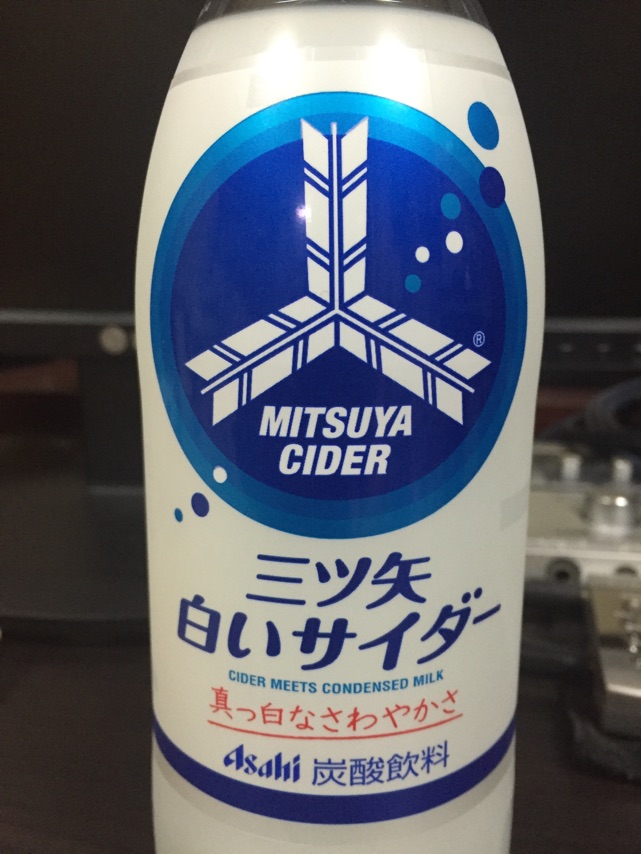 ®
MITSUYA
CIDER
三ツ矢
白いサイダー
CIDER MEETS CONDENSED MILK
真っ白なさわやかさ
Asahi 炭酸飲料